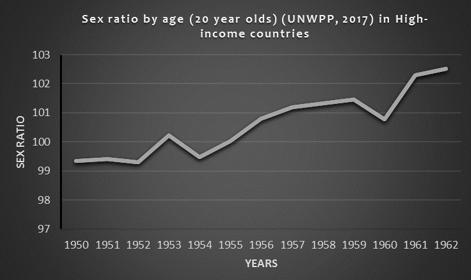 Sex ratio by age (20 year olds) (UNWPP, 2017) in High-
income countries
103
102
101
100
99
98
97
SEX RATIO
1950 1951 1952 1953 1954 1955 1956 1957 1958 1959 1960 1961 1962
YEARS